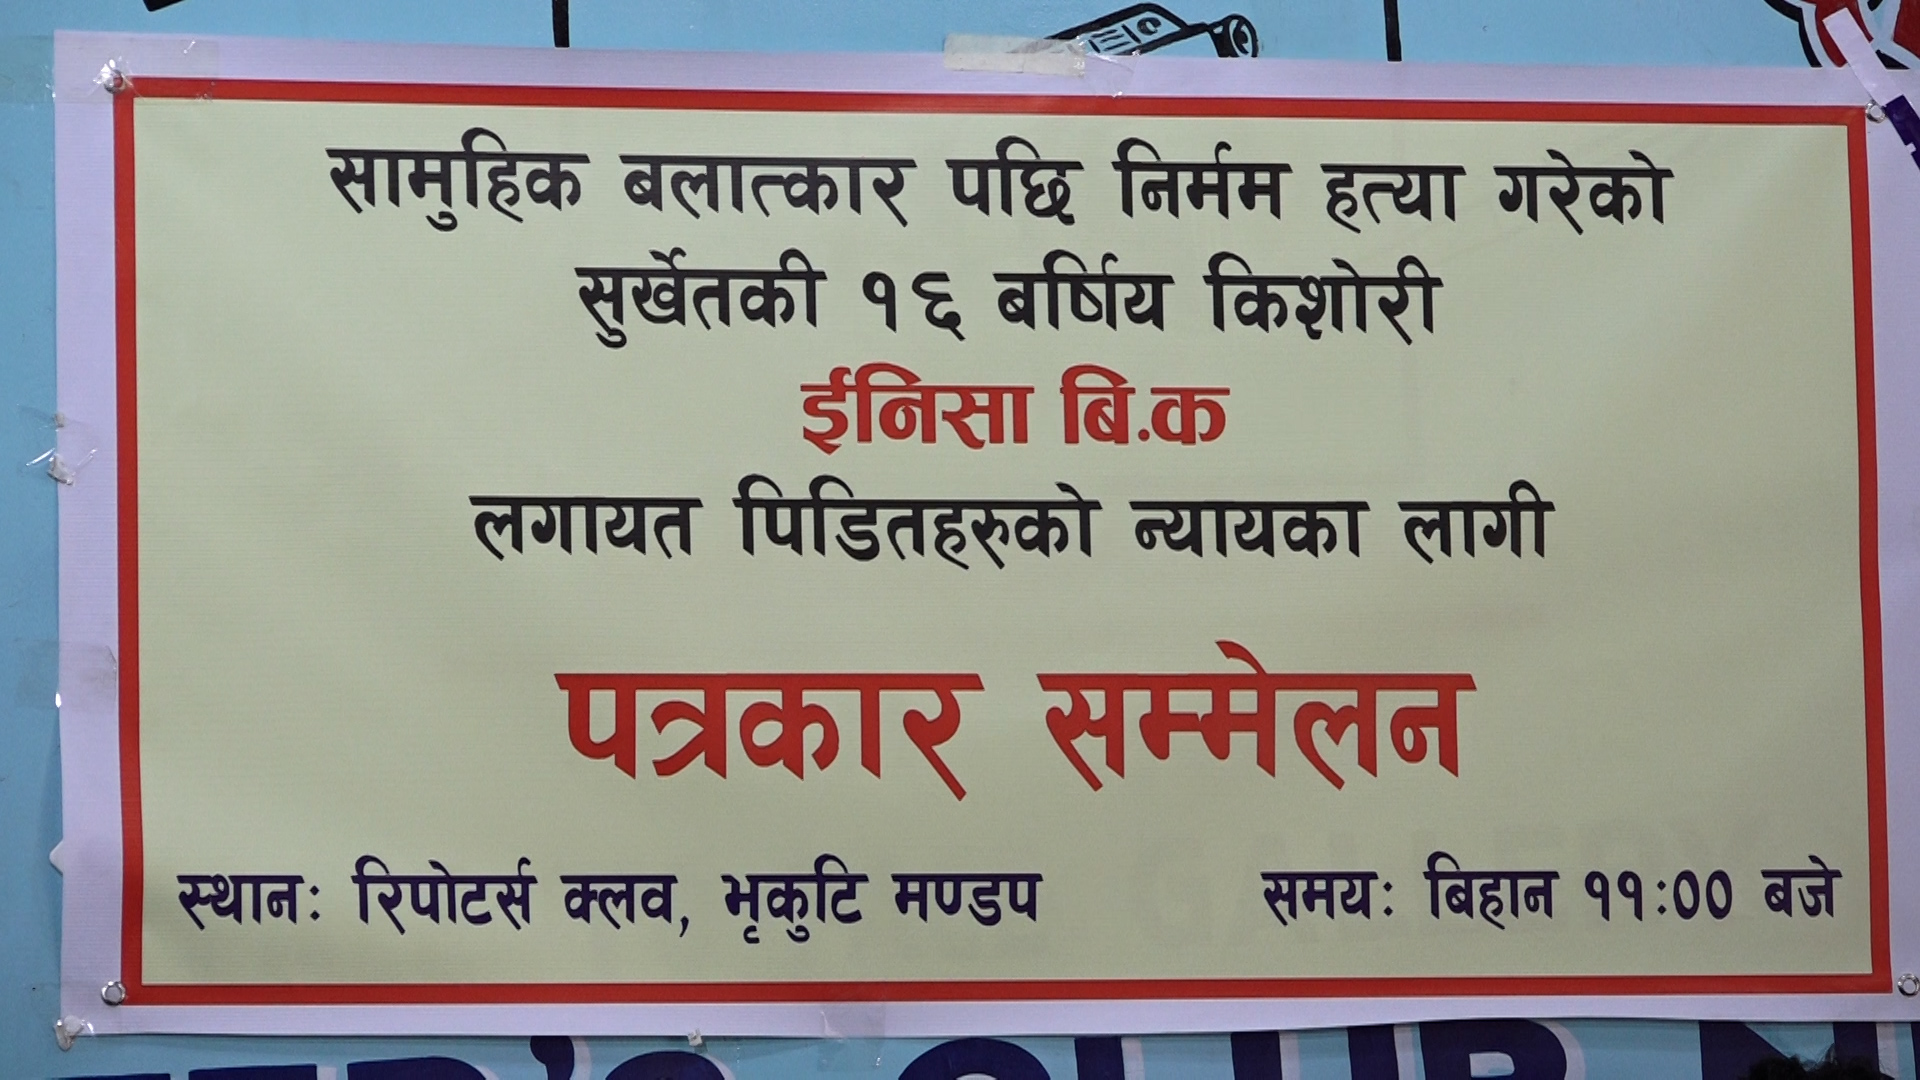 सामुहिक बलात्कार पछि निर्मम हत्या गरेको
सुर्खेतकी १६ बर्षिय किशोरी
ईनिसा बि.क
लगायत पिडितहरुको न्यायका लागी
पत्रकार सम्मेलन
स्थानः रिपोटर्स क्लव, भृकुटि मण्डप
समयः बिहान ११:०० बजे
CLUB